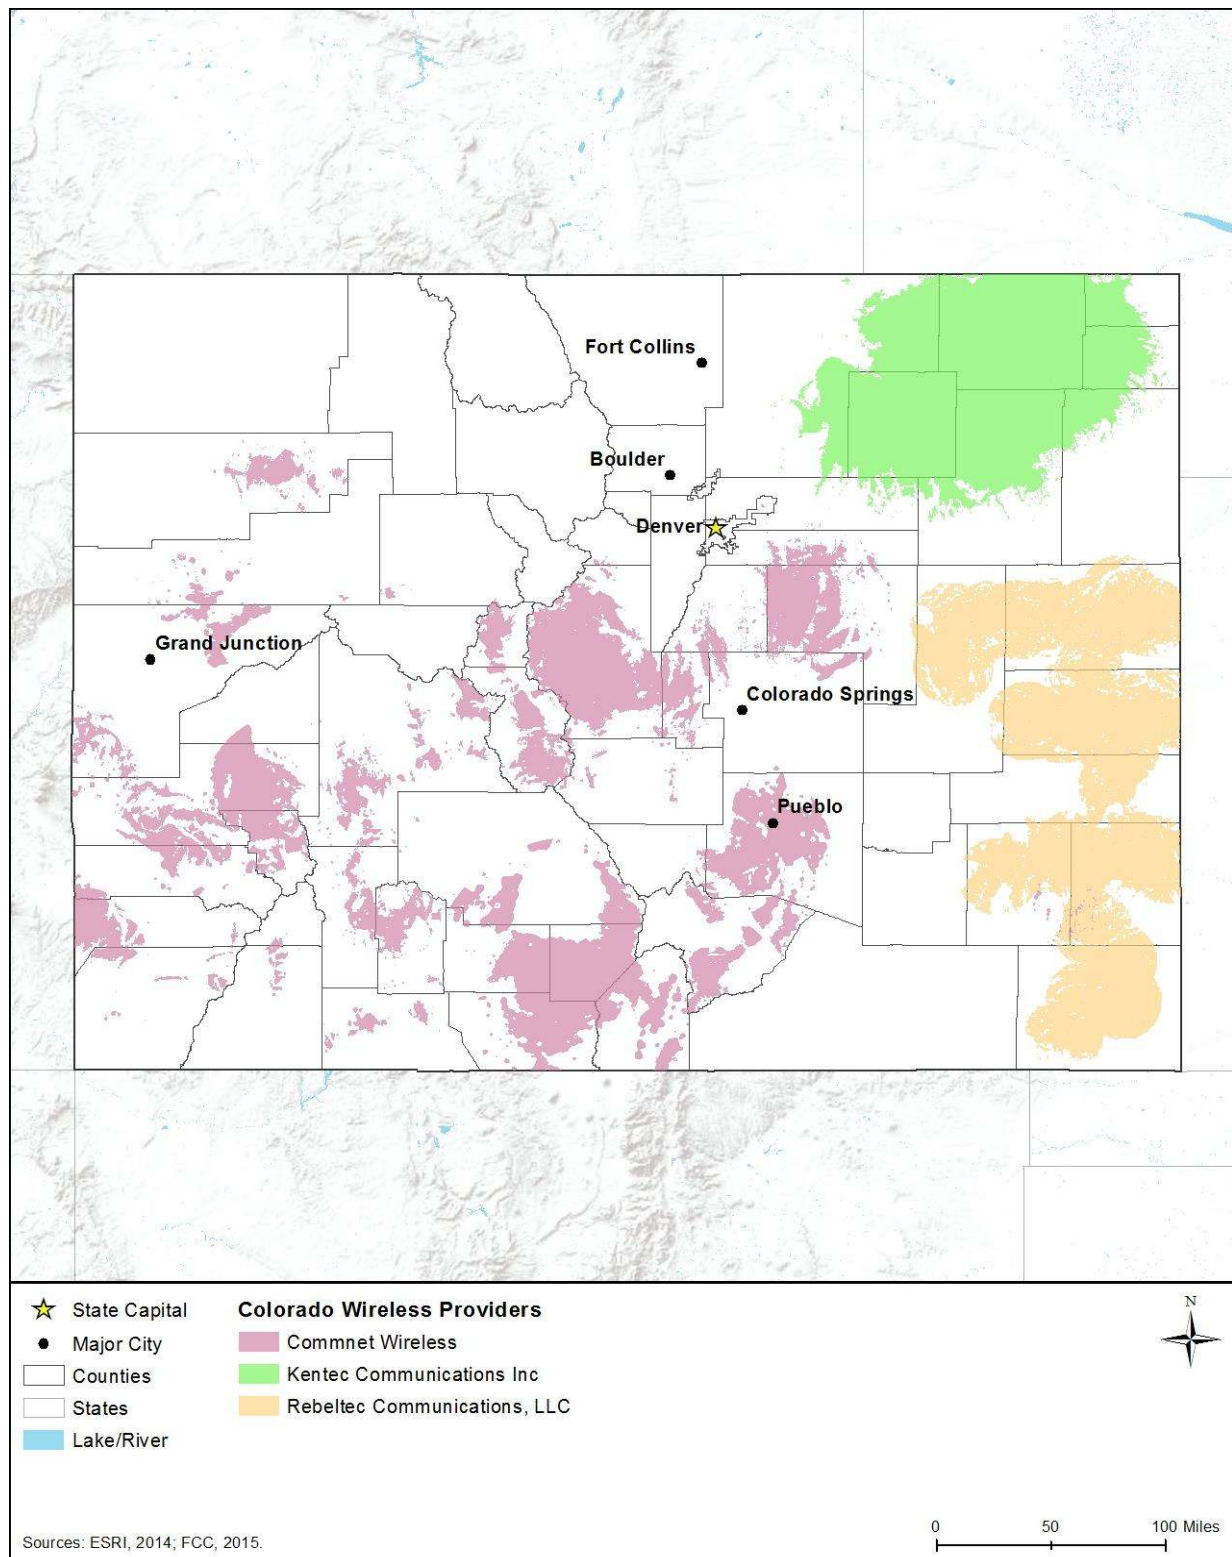 Fort Collins
Boulder
Denver
Grand Junction
Colorado Springs
Pueblo
State Capital
Major City
Counties
States
Lake/River
Colorado Wireless Providers
Commnet Wireless
Kentec Communications Inc
Rebeltec Communications, LLC
N
Sources: ESRI, 2014; FCC, 2015.
0 50 100 Miles